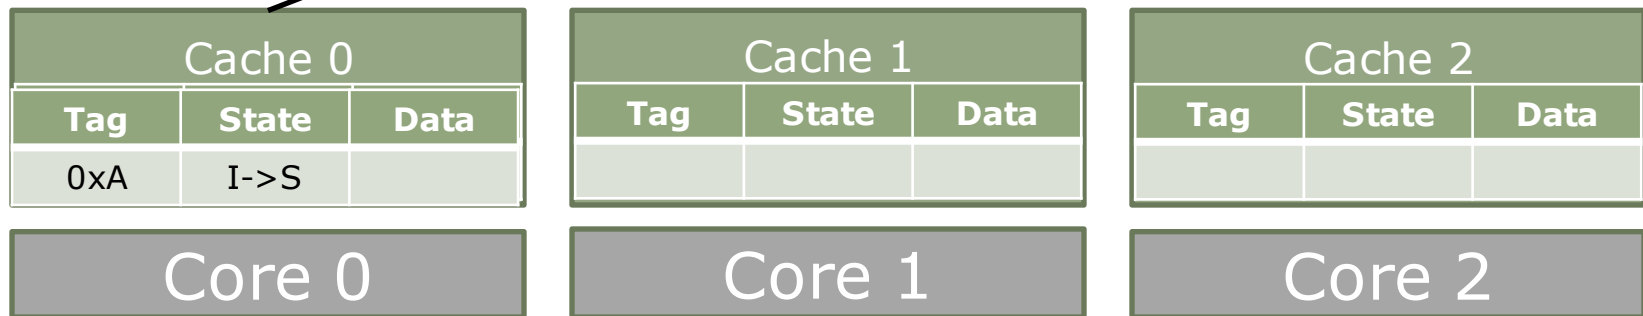 Cache 0
Tag State Data
0xA I->S
Core 0
Cache 1
Tag State Data
Core 1
Cache 2
Tag State Data
Core 2